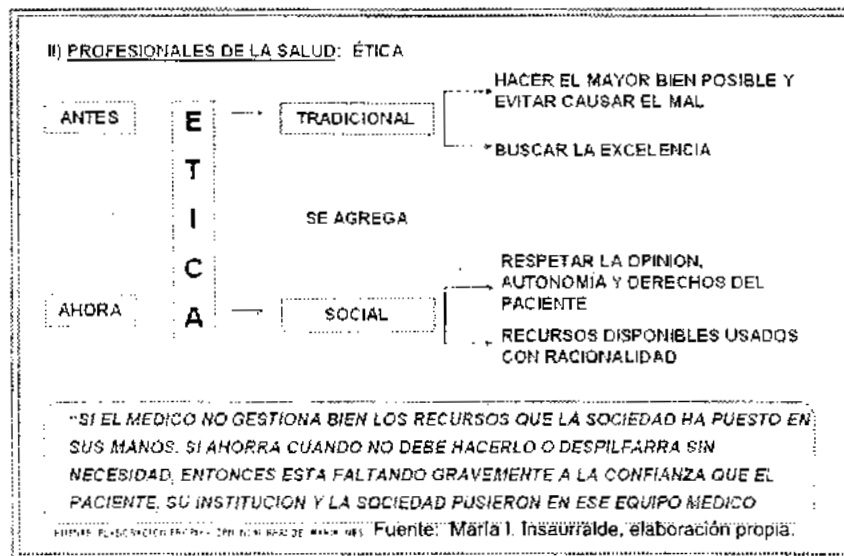 II) PROFESIONALES DE LA SALUD: ÉTICA
HACER EL MAYOR BIEN POSIBLE Y
EVITAR CAUSAR EL MAL
ANTES
E
T
I
C
A
TRADICIONAL
BUSCAR LA EXCELENCIA
SE AGREGA
RESPETAR LA OPINION,
AUTONOMÍA Y DERECHOS DEL
PACIENTE
AHORA
SOCIAL
RECURSOS DISPONIBLES USADOS
CON RACIONALIDAD
"SI EL MEDICO NO GESTIONA BIEN LOS RECURSOS QUE LA SOCIEDAD HA PUESTO EN
SUS MANOS. SI AHORRA CUANDO NO DEBE HACERLO O DESPILFARRA SIN
NECESIDAD, ENTONCES ESTA FALTANDO GRAVEMENTE A LA CONFIANZA QUE EL
PACIENTE, SU INSTITUCION Y LA SOCIEDAD PUSIERON EN ESE EQUIPO MEDICO
Fuente: María I. Insaurralde, elaboración propia.